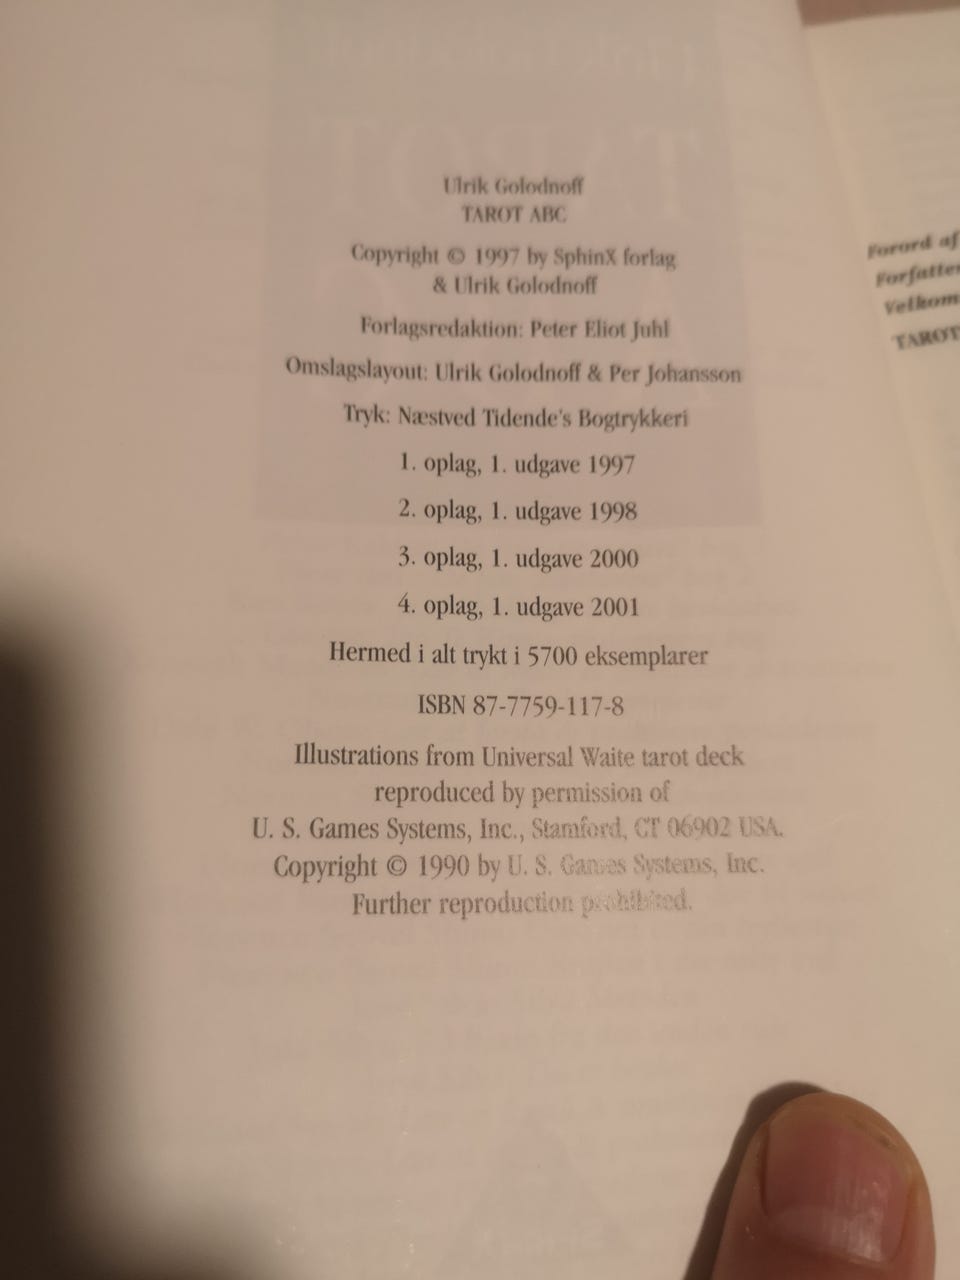 Ulrik Golodnoff
TAROT ABC
Copyright © 1997 by SphinX forlag
& Ulrik Golodnoff
Forlagsredaktion: Peter Eliot Juhl
Omslagslayout: Ulrik Golodnoff & Per Johansson
Tryk: Næstved Tidende's Bogtrykkeri
1. oplag, 1. udgave 1997
2. oplag, 1. udgave 1998
3. oplag, 1. udgave 2000
4. oplag, 1. udgave 2001
Hermed i alt trykt i 5700 eksemplarer
ISBN 87-7759-117-8
Illustrations from Universal Waite tarot deck
reproduced by permission of
U. S. Games Systems, Inc., Stamford, CT 06902 USA.
Copyright © 1990 by U. S. Games Systems, Inc.
Further reproduction prohibited.
Forord af
Forfatte
Velkom
TAROT